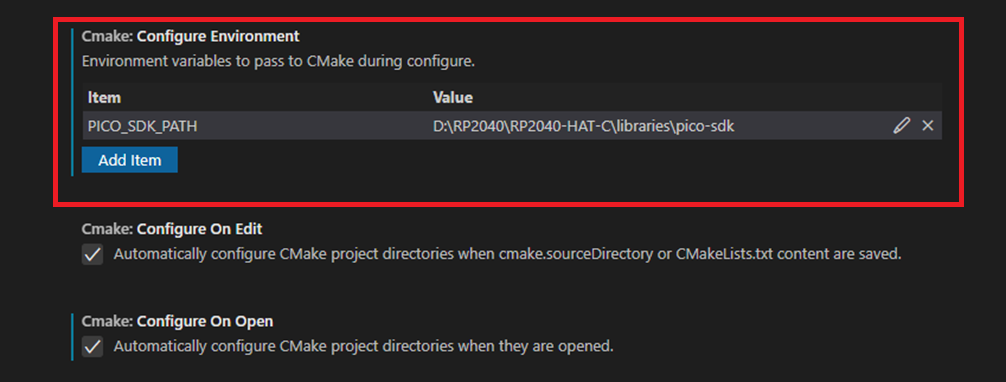 Cmake: Configure Environment
Environment variables to pass to CMake during configure.
Item Value
PICO_SDK_PATH D:\RP2040\RP2040-HAT-C\libraries\pico-sdk
Add Item
Cmake: Configure On Edit
Automatically configure CMake project directories when cmake.sourceDirectory or CMakeLists.txt content are saved.
Cmake: Configure On Open
Automatically configure CMake project directories when they are opened.